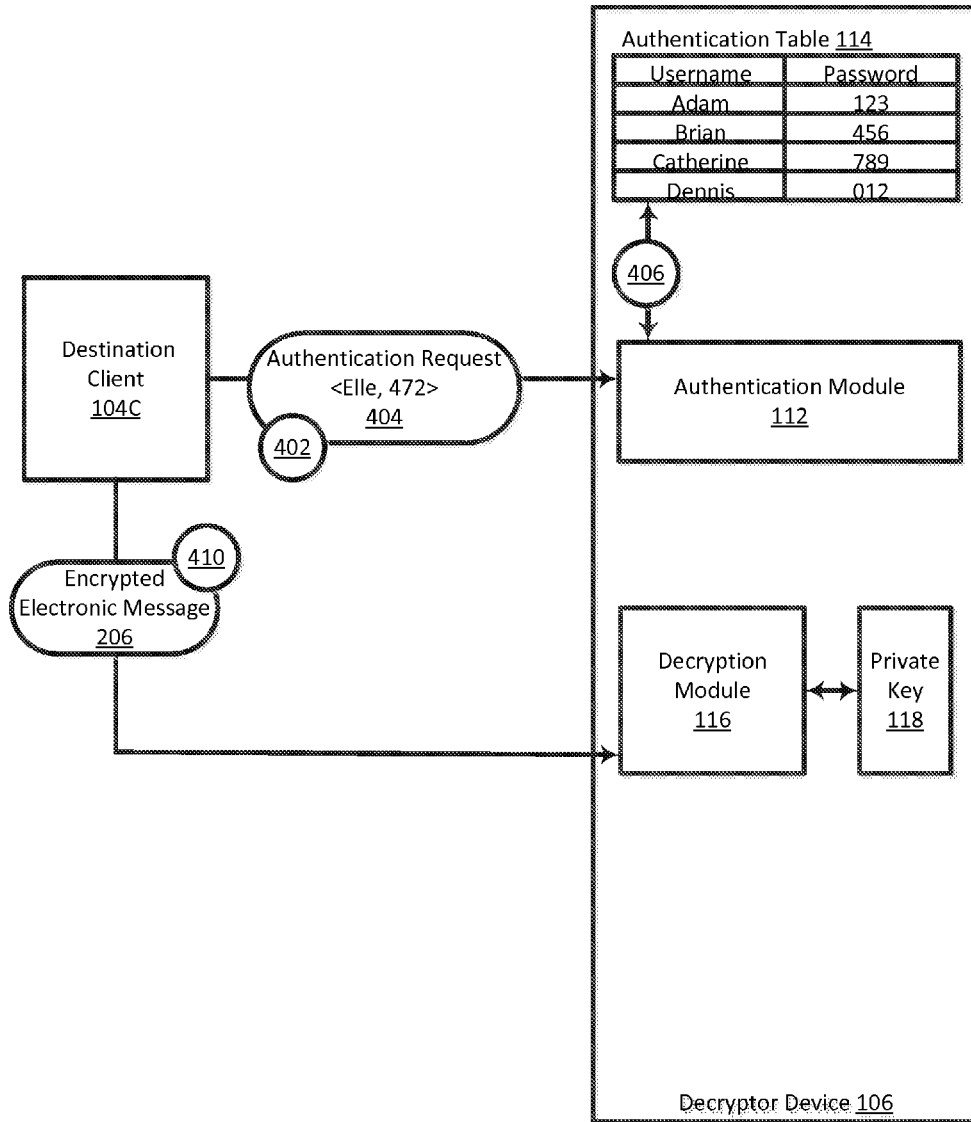 Authentication Table 114
Username Password
Adam 123
Brian 456
Catherine 789
Dennis 012
406
Destination
Client
104C
Authentication Request
<Elle, 472>
404
402
Authentication Module
112
410
Encrypted
Electronic Message
206
Decryption
Module
116
Private
Key
118
Decryptor Device 106